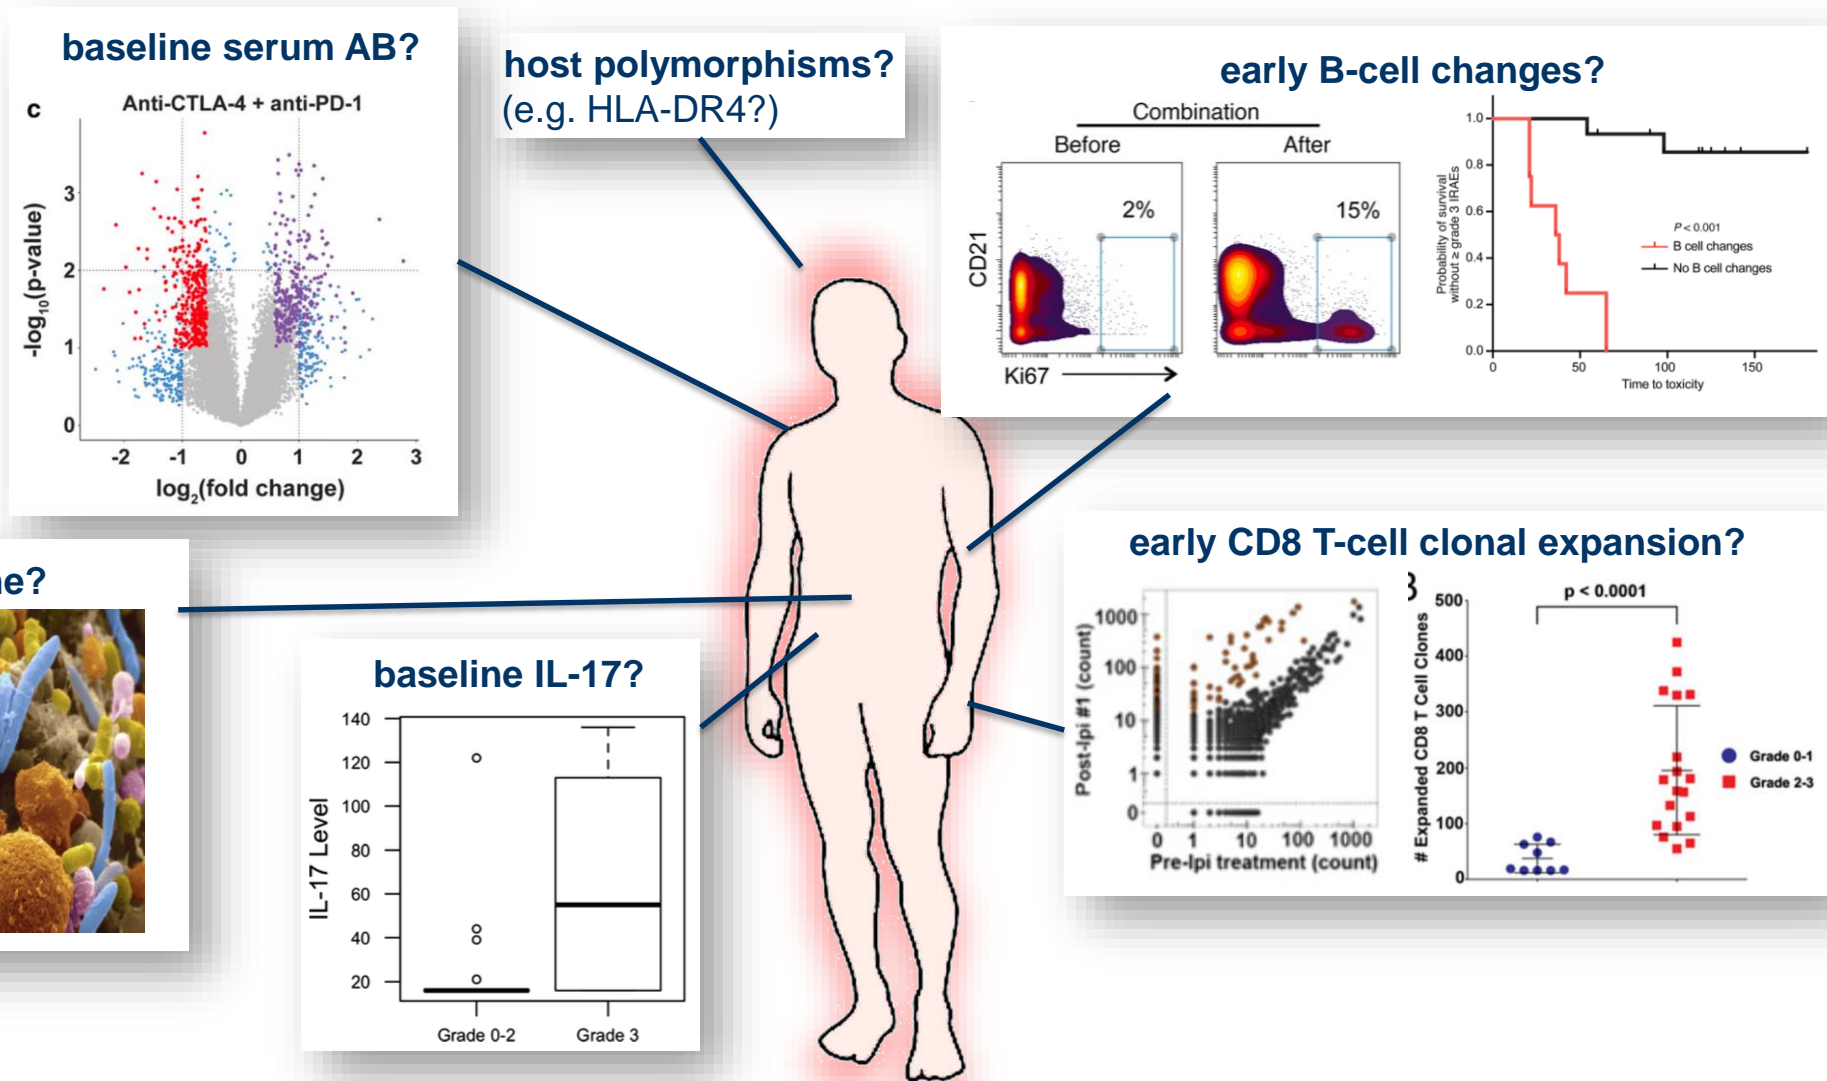 baseline serum AB?
c
Anti-CTLA-4 + anti-PD-1
-log10(p-value)
3
2
1
0
-2 -1 0 1 2 3
log2(fold change)
host polymorphisms?
(e.g. HLA-DR4?)
early B-cell changes?
Combination
Before After
2% 15%
CD21
Ki67
Probability of survival
without ≥ grade 3 IRAEs
1.0
0.8
0.6
0.4
0.2
0.0
P < 0.001
B cell changes
No B cell changes
0 50 100 150
Time to toxicity
baseline IL-17?
IL-17 Level
140
120
100
80
60
40
20
Grade 0-2 Grade 3
early CD8 T-cell clonal expansion?
Post-Ipi #1 (count)
1000
100
10
1
0
0 1 10 100 1000
Pre-Ipi treatment (count)
p < 0.0001
# Expanded CD8 T Cell Clones
500
400
300
200
100
0
Grade 0-1
Grade 2-3